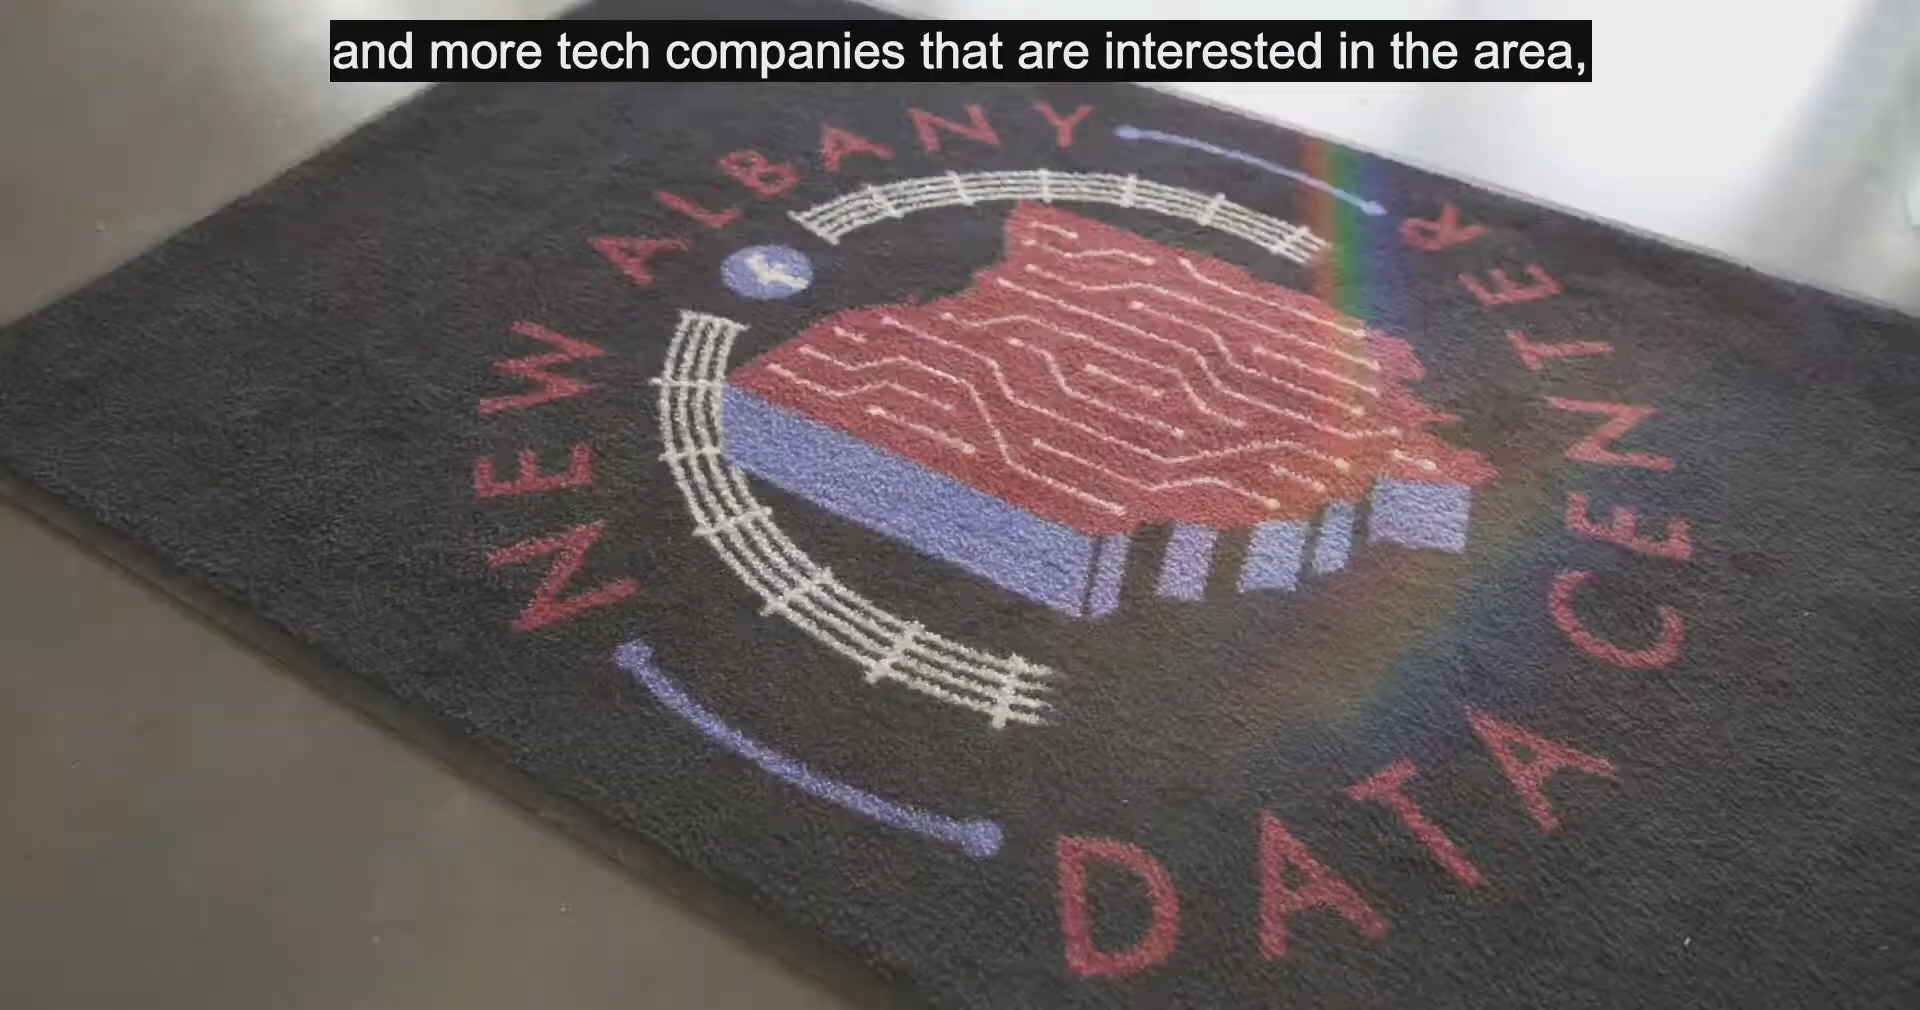 and more tech companies that are interested in the area,
NEW ALBANY
DATA CENTER